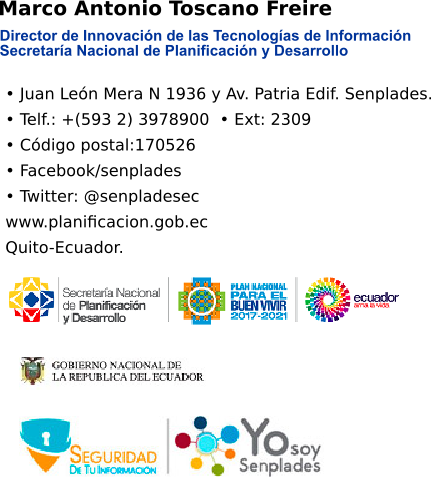 Marco Antonio Toscano Freire
Director de Innovación de las Tecnologías de Información
Secretaría Nacional de Planificación y Desarrollo
• Juan León Mera N 1936 y Av. Patria Edif. Senplades.
• Telf.: +(593 2) 3978900 • Ext: 2309
• Código postal:170526
• Facebook/senplades
• Twitter: @senpladesec
www.planificacion.gob.ec
Quito-Ecuador.
Secretaría Nacional
de Planificación
y Desarrollo
PLAN NACIONAL
PARA EL
BUEN VIVIR
2017-2021
ecuador
ama la vida
GOBIERNO NACIONAL DE
LA REPUBLICA DEL ECUADOR
SEGURIDAD
DE TU INFORMACIÓN
Yo soy
Senplades